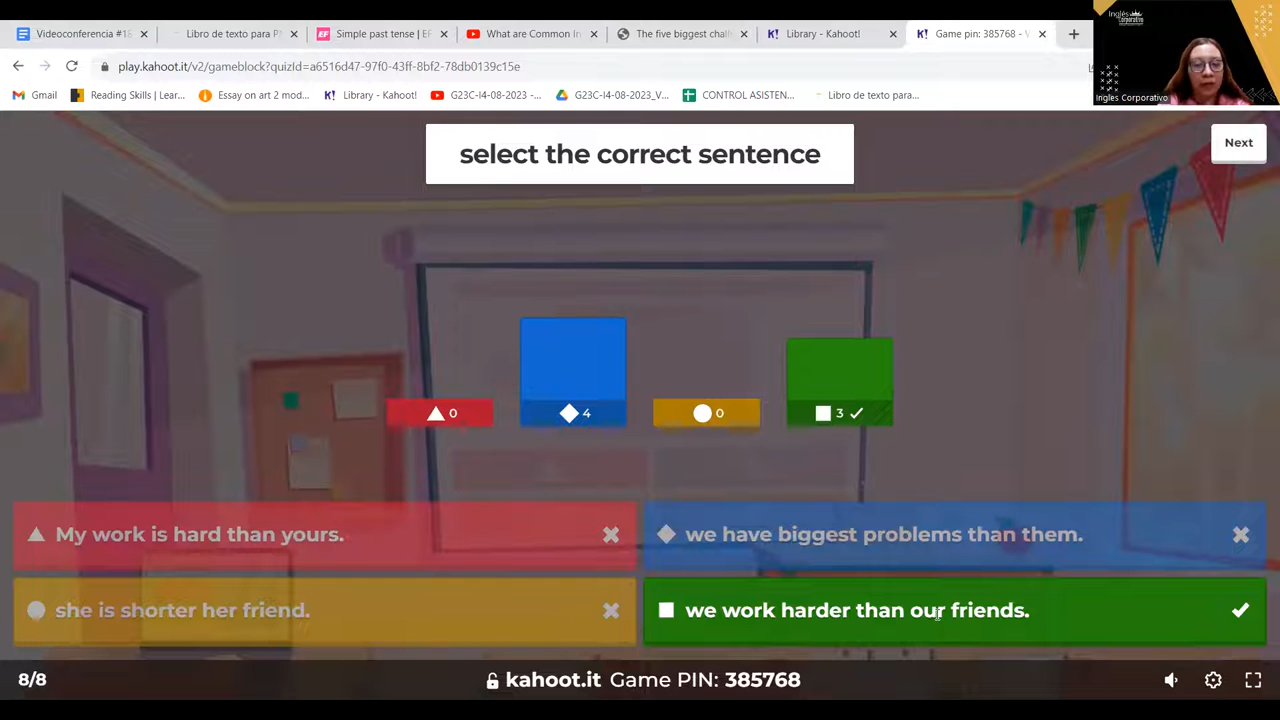 Videoconferencia #18
Libro de texto para PN
Simple past tense | EF
What are Common In
The five biggest chall
Library - Kahoot!
Game pin: 385768 - W
Inglés
Corporativo
play.kahoot.it/v2/gameblock?quizId=a6516d47-97f0-43ff-8bf2-78db0139c15e
Gmail
Reading Skills | Lear...
Essay on art 2 mod...
Library - Kahoot!
G23C-I4-08-2023 -...
G23C-I4-08-2023_V...
CONTROL ASISTEN...
Libro de texto para...
Ingles Corporativo
select the correct sentence
Next
0
4
0
3
My work is hard than yours.
we have biggest problems than them.
she is shorter her friend.
we work harder than our friends.
8/8
kahoot.it Game PIN: 385768